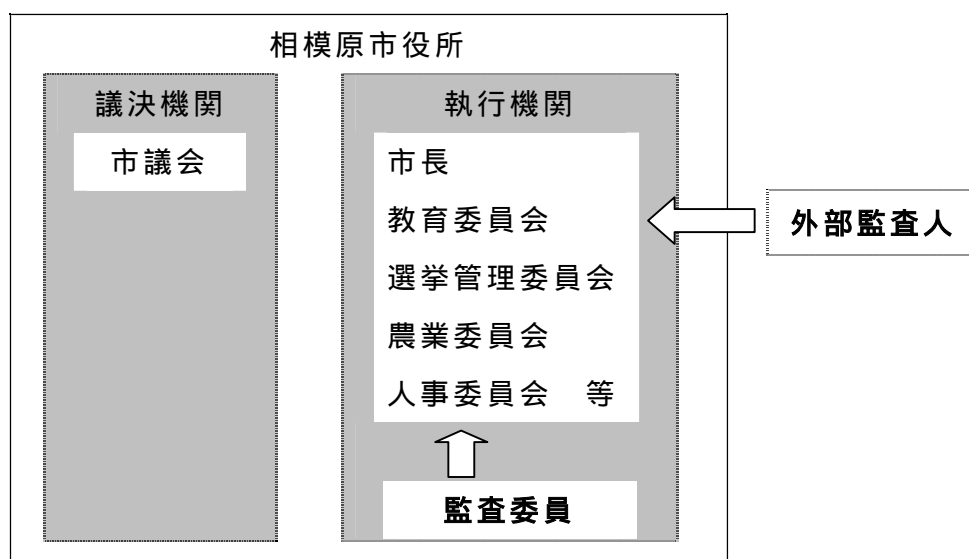 相模原市役所
議決機関
市議会
執行機関
市長
教育委員会
選挙管理委員会
農業委員会
人事委員会　等
監査委員
外部監査人